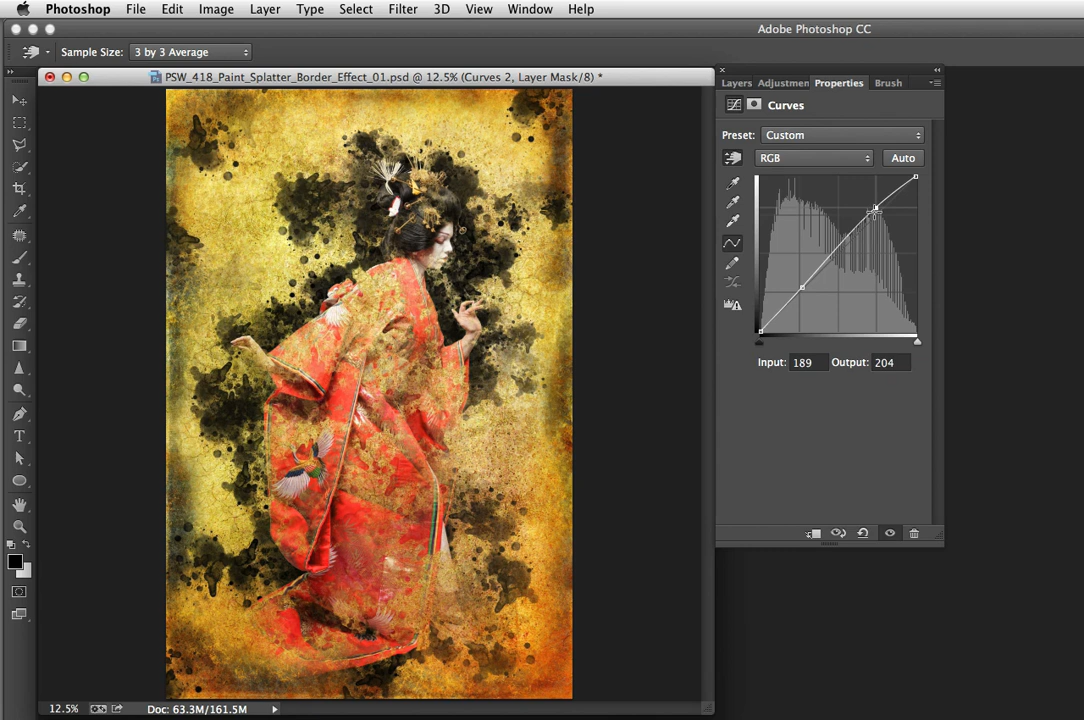 Photoshop File Edit Image Layer Type Select Filter 3D View Window Help
Adobe Photoshop CC
Sample Size: 3 by 3 Average
PSW_418_Paint_Splatter_Border_Effect_01.psd @ 12.5% (Curves 2, Layer Mask/8) *
Layers Adjustmen Properties Brush
Curves
Preset: Custom
RGB Auto
Input: 189 Output: 204
12.5% Doc: 63.3M/161.5M